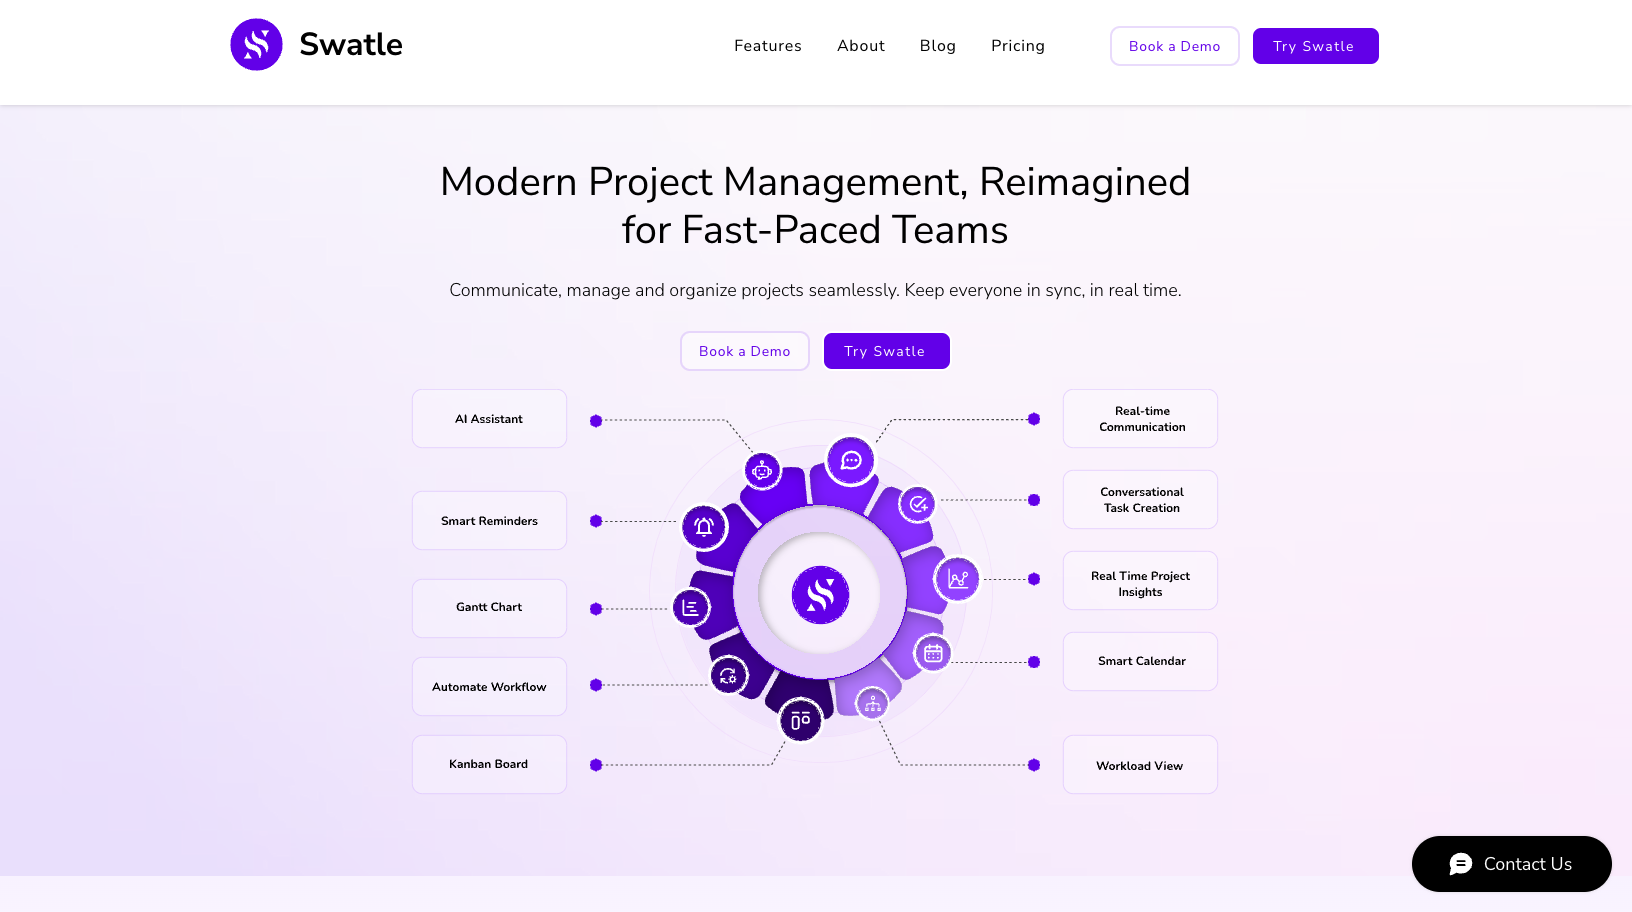 Swatle
Features
About
Blog
Pricing
Book a Demo
Try Swatle
Modern Project Management, Reimagined
for Fast-Paced Teams
Communicate, manage and organize projects seamlessly. Keep everyone in sync, in real time.
Book a Demo
Try Swatle
AI Assistant
Smart Reminders
Gantt Chart
Automate Workflow
Kanban Board
Real-time
Communication
Conversational
Task Creation
Real Time Project
Insights
Smart Calendar
Workload View
Contact Us